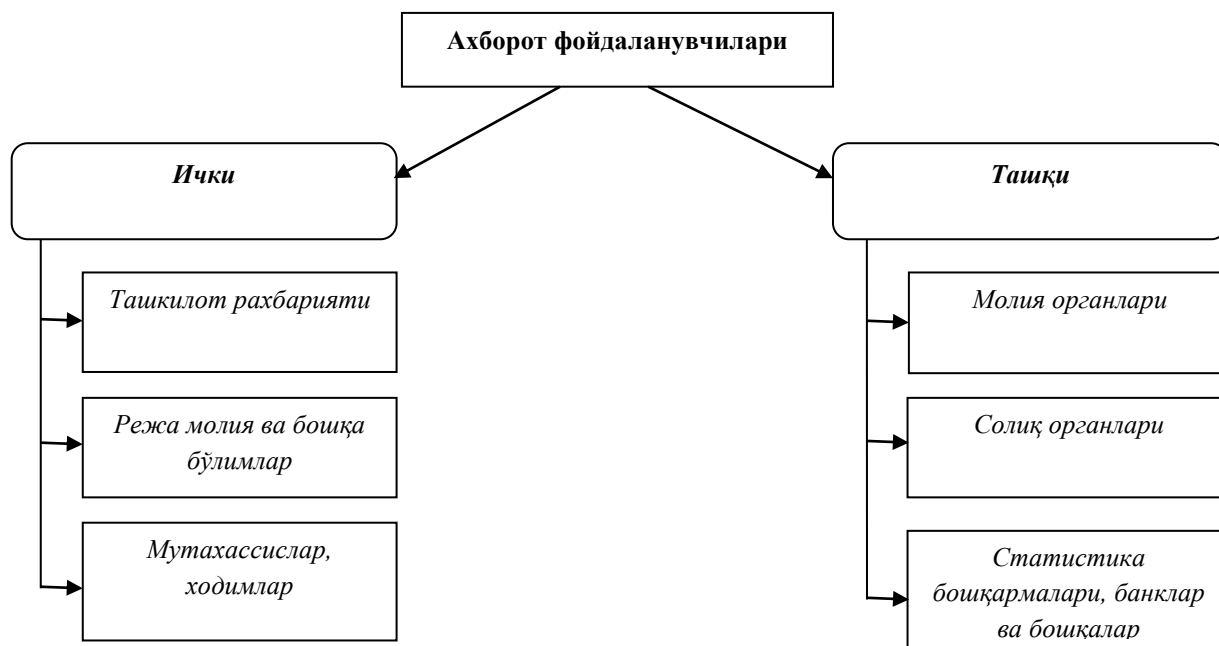 Ахборот фойдаланувчилари
Ички
Ташқи
Ташкилот рахбарияти
Режа молия ва бошқа
бўлимлар
Мутахассислар,
ходимлар
Молия органлари
Солиқ органлари
Статистика
бошқармалари, банклар
ва бошқалар